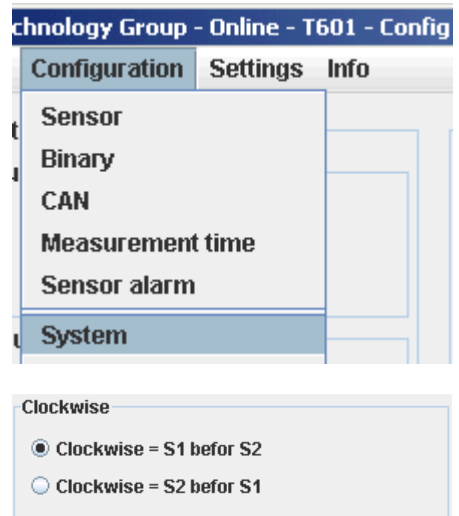 chnology Group - Online - T601 - Config
Configuration Settings Info
Sensor
Binary
CAN
Measurement time
Sensor alarm
System
Clockwise
Clockwise = S1 befor S2
Clockwise = S2 befor S1